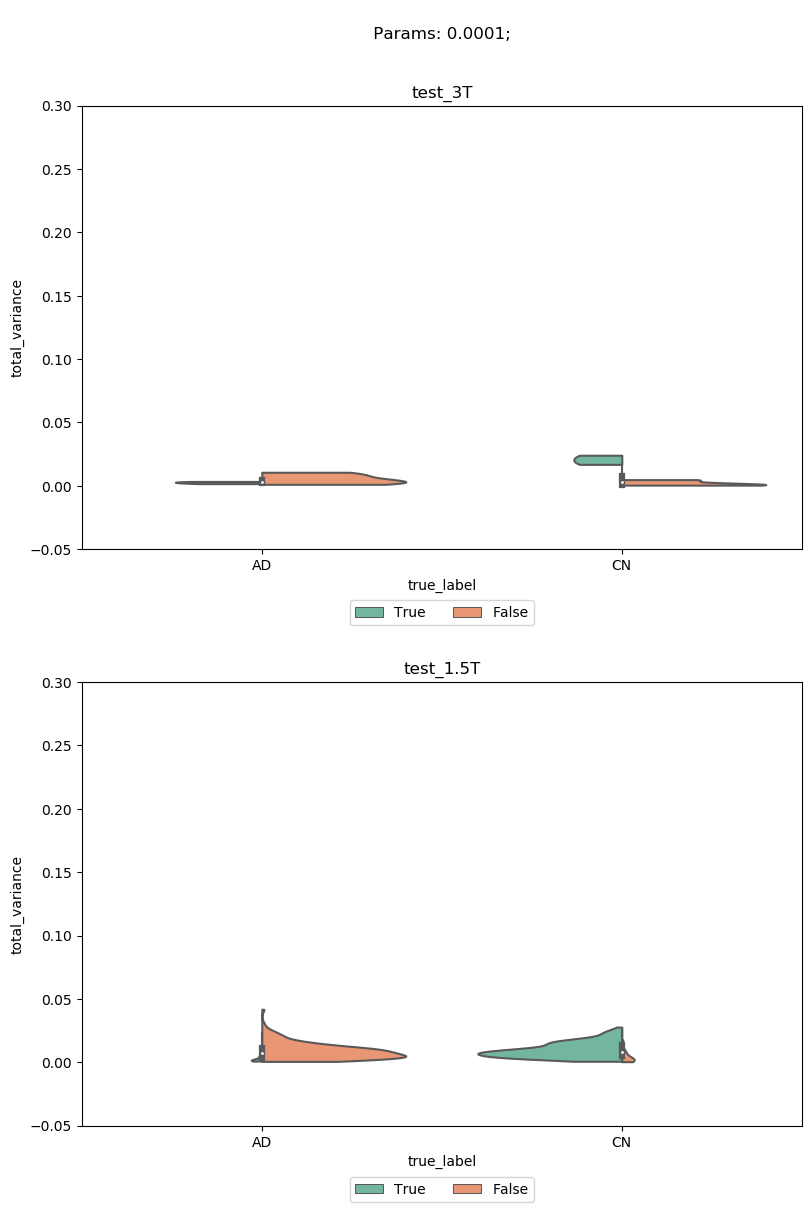 Params: 0.0001;
test_3T
0.30
0.25
0.20
0.15
0.10
0.05
0.00
−0.05
total_variance
AD CN
true_label
True False
test_1.5T
0.30
0.25
0.20
0.15
0.10
0.05
0.00
−0.05
total_variance
AD CN
true_label
True False